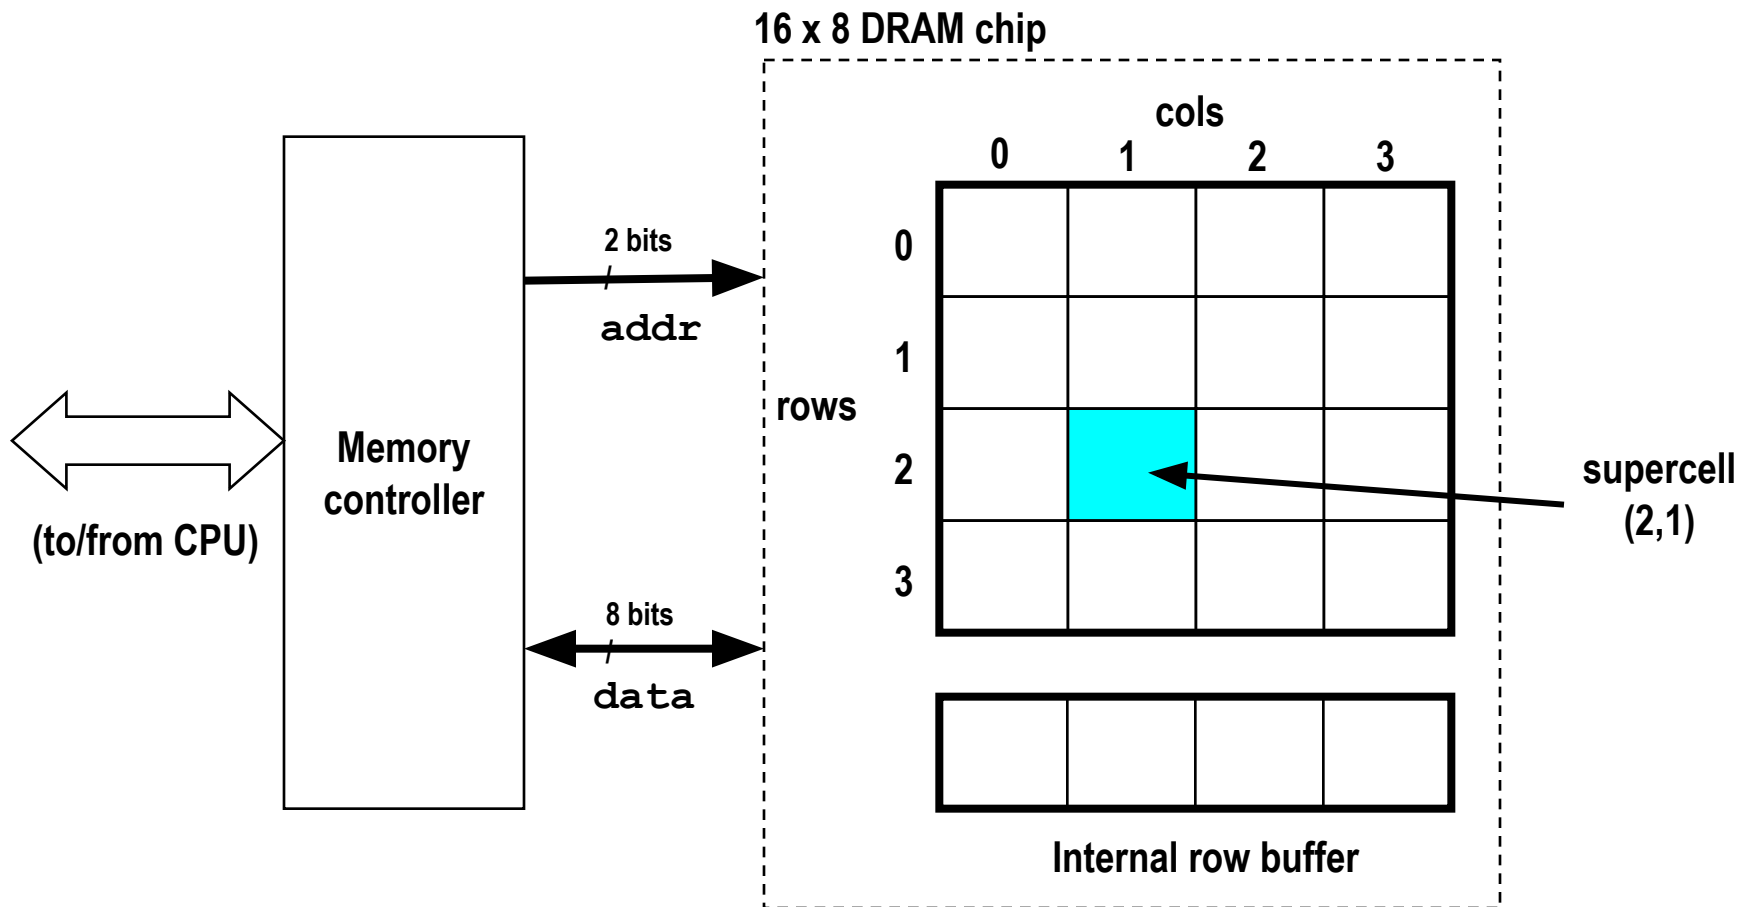 16 x 8 DRAM chip
cols
0 1 2 3
0
1
2
3
rows
2 bits
addr
Memory
controller
(to/from CPU)
8 bits
data
supercell
(2,1)
Internal row buffer